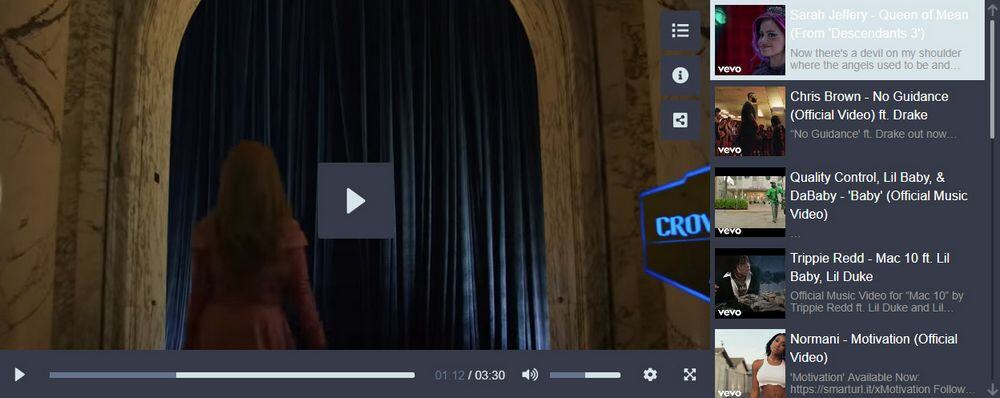 CROW
01:12 / 03:30
Sarah Jeffery - Queen of Mean
(From 'Descendants 3')
Now there's a devil on my shoulder
where the angels used to be and…
vevo
Chris Brown - No Guidance
(Official Video) ft. Drake
“No Guidance' ft. Drake out now…
vevo
Quality Control, Lil Baby, &
DaBaby - 'Baby' (Official Music
Video)
…
vevo
Trippie Redd - Mac 10 ft. Lil
Baby, Lil Duke
Official Music Video for “Mac 10” by
Trippie Redd ft. Lil Duke and Lil…
vevo
Normani - Motivation (Official
Video)
'Motivation' Available Now:
https://smarturl.it/xMotivation Follow…
vevo